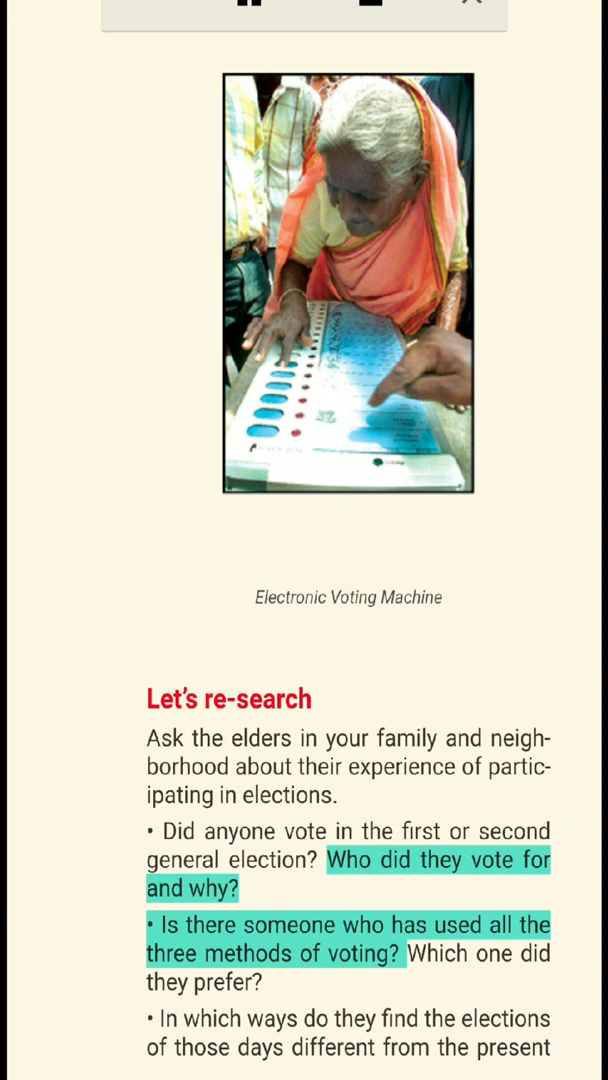 Electronic Voting Machine
Let's re-search
Ask the elders in your family and neigh-
borhood about their experience of partic-
ipating in elections.
• Did anyone vote in the first or second
general election? Who did they vote for
and why?
• Is there someone who has used all the
three methods of voting? Which one did
they prefer?
• In which ways do they find the elections
of those days different from the present